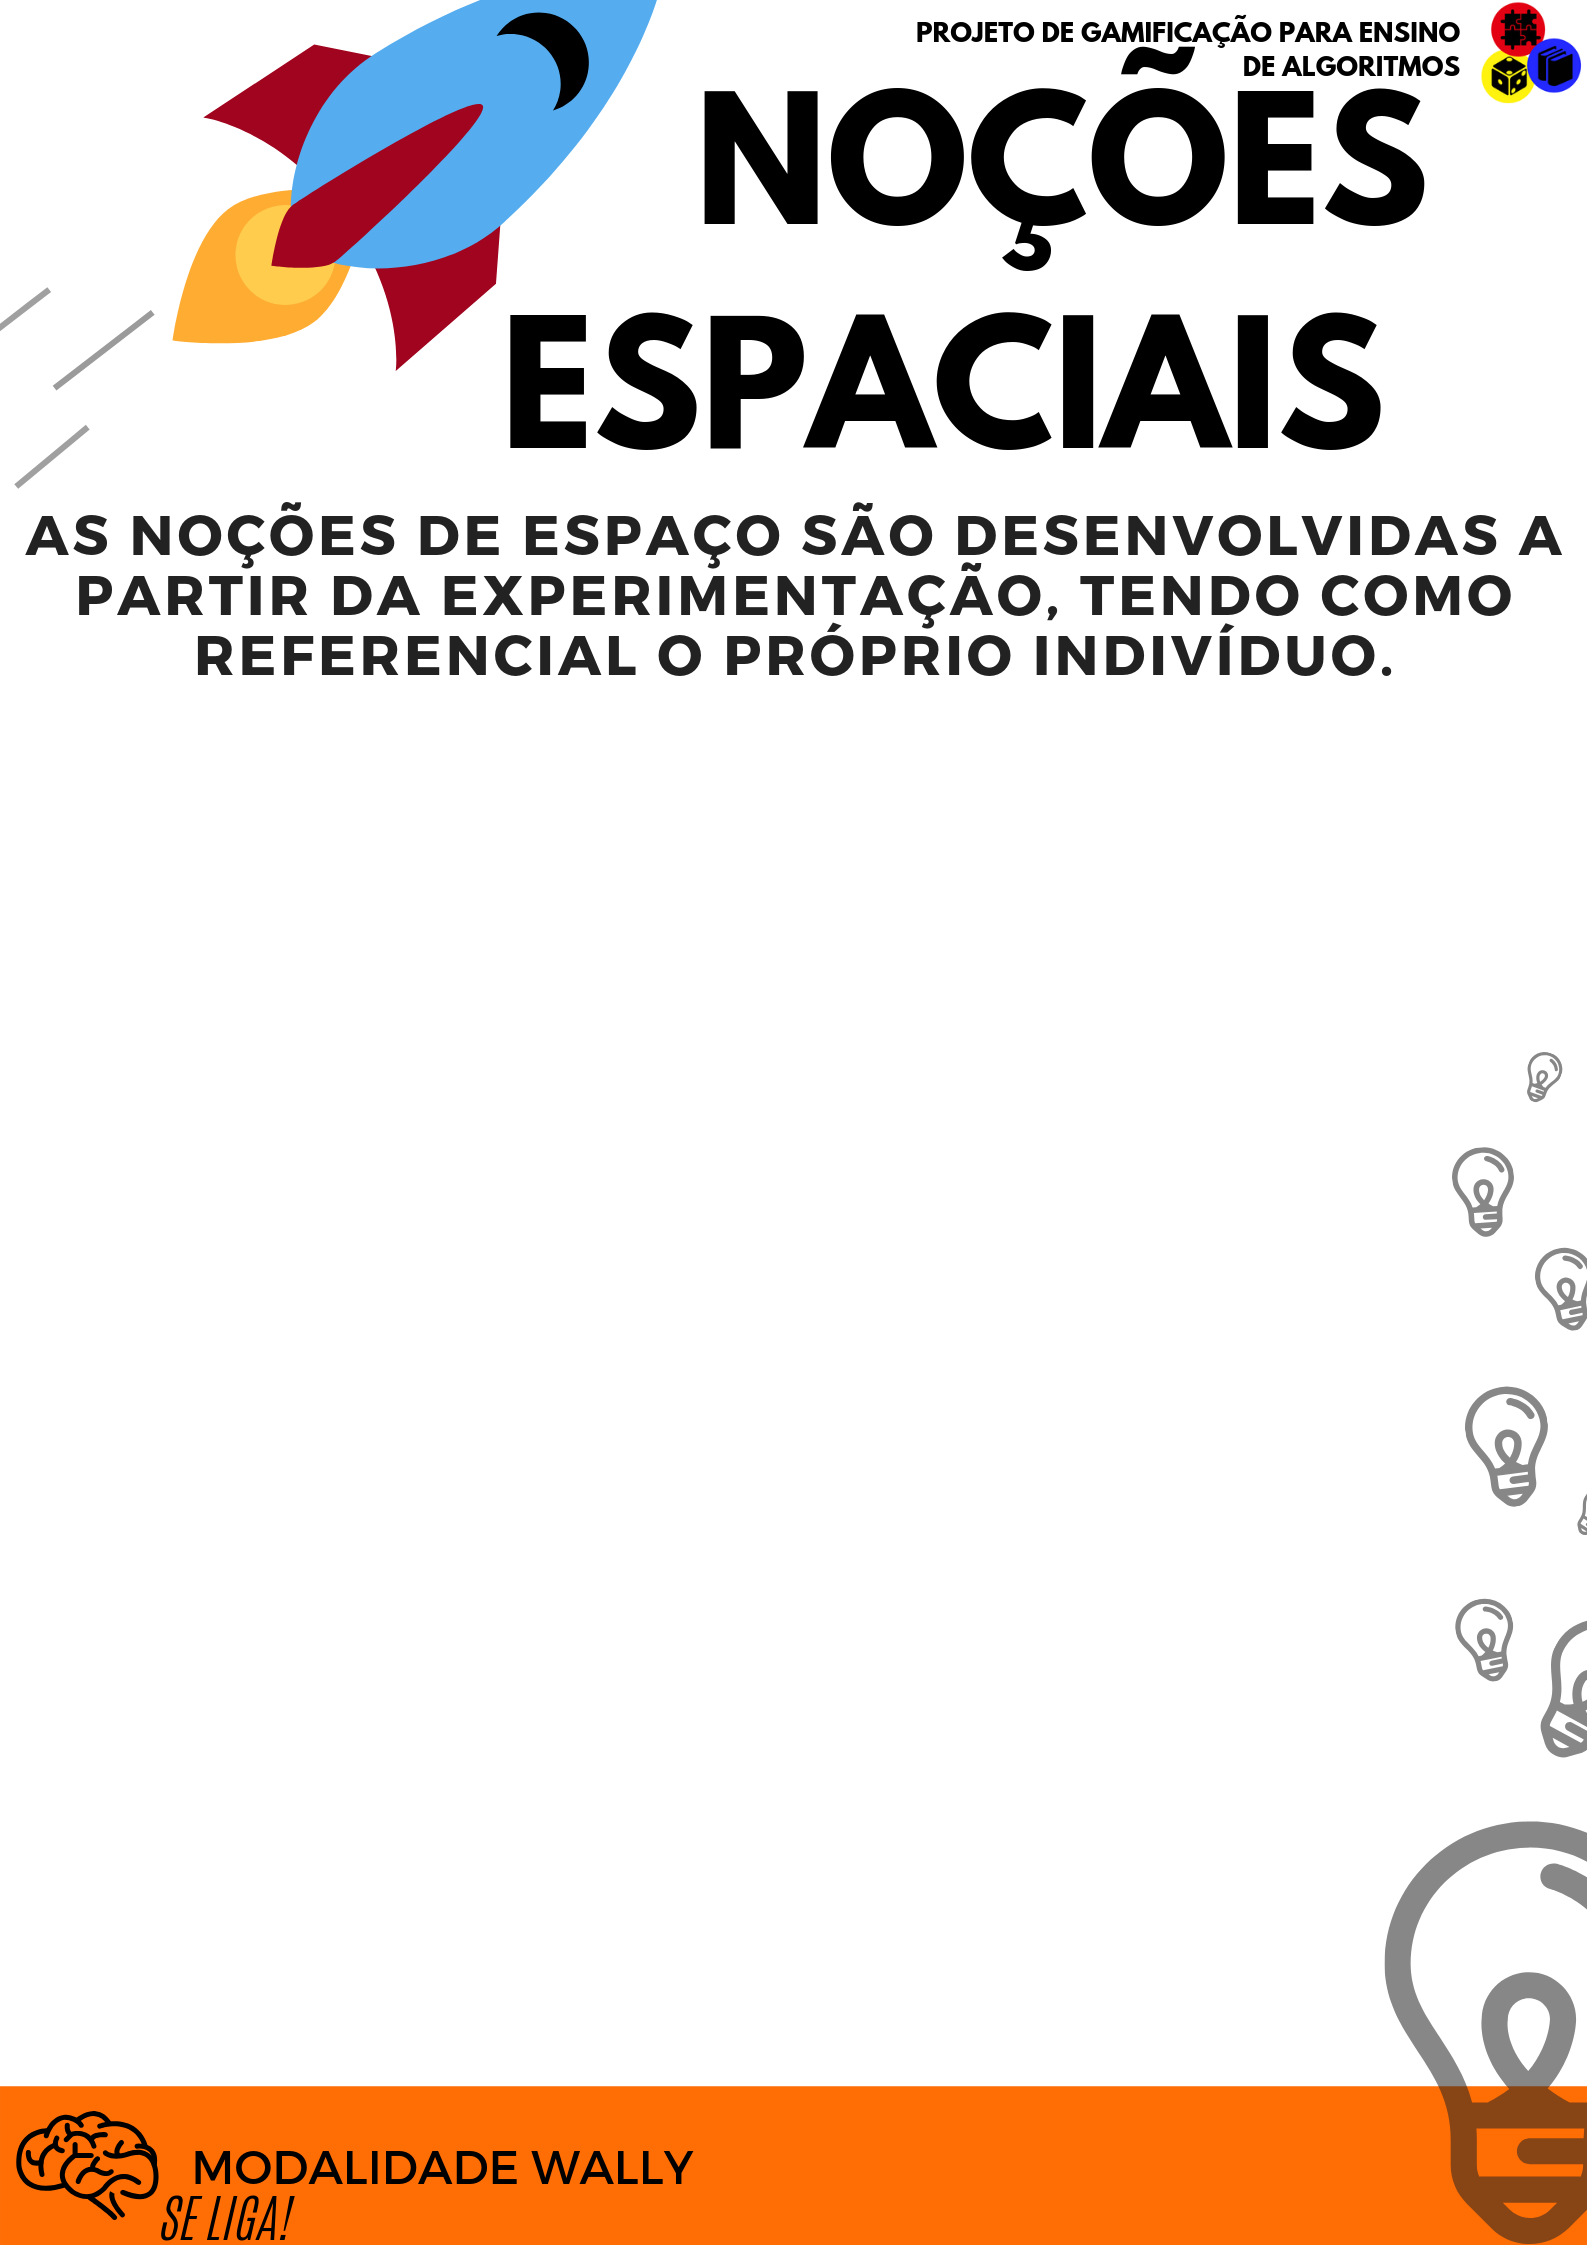 PROJETO DE GAMIFICAÇÃO PARA ENSINO
DE ALGORITMOS
NOÇÕES
ESPACIAIS
AS NOÇÕES DE ESPAÇO SÃO DESENVOLVIDAS A
PARTIR DA EXPERIMENTAÇÃO, TENDO COMO
REFERENCIAL O PRÓPRIO INDIVÍDUO.
MODALIDADE WALLY
SE LIGA!